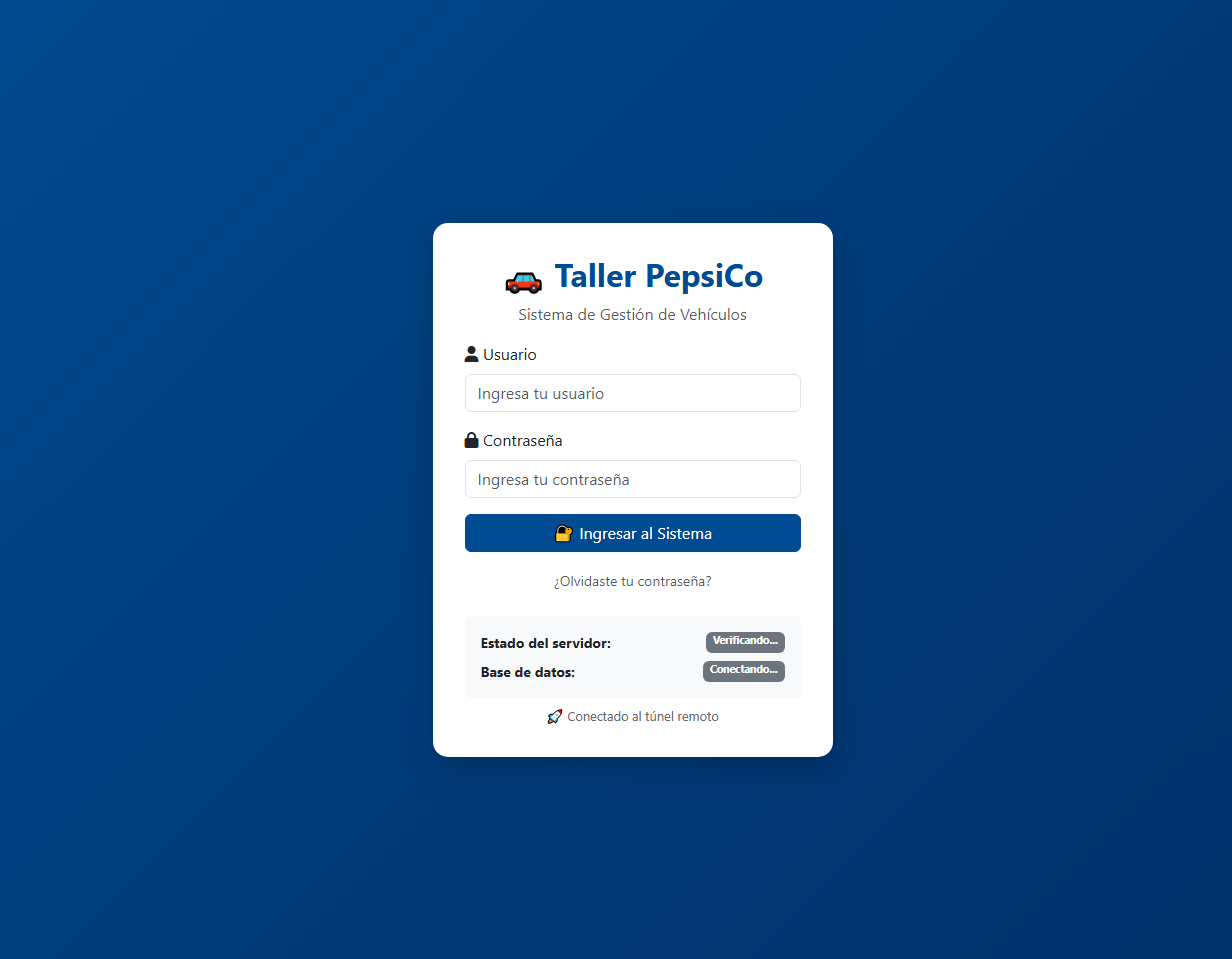 Taller PepsiCo
Sistema de Gestión de Vehículos
Usuario
Ingresa tu usuario
Contraseña
Ingresa tu contraseña
Ingresar al Sistema
¿Olvidaste tu contraseña?
Estado del servidor: Verificando...
Base de datos: Conectando...
Conectado al túnel remoto